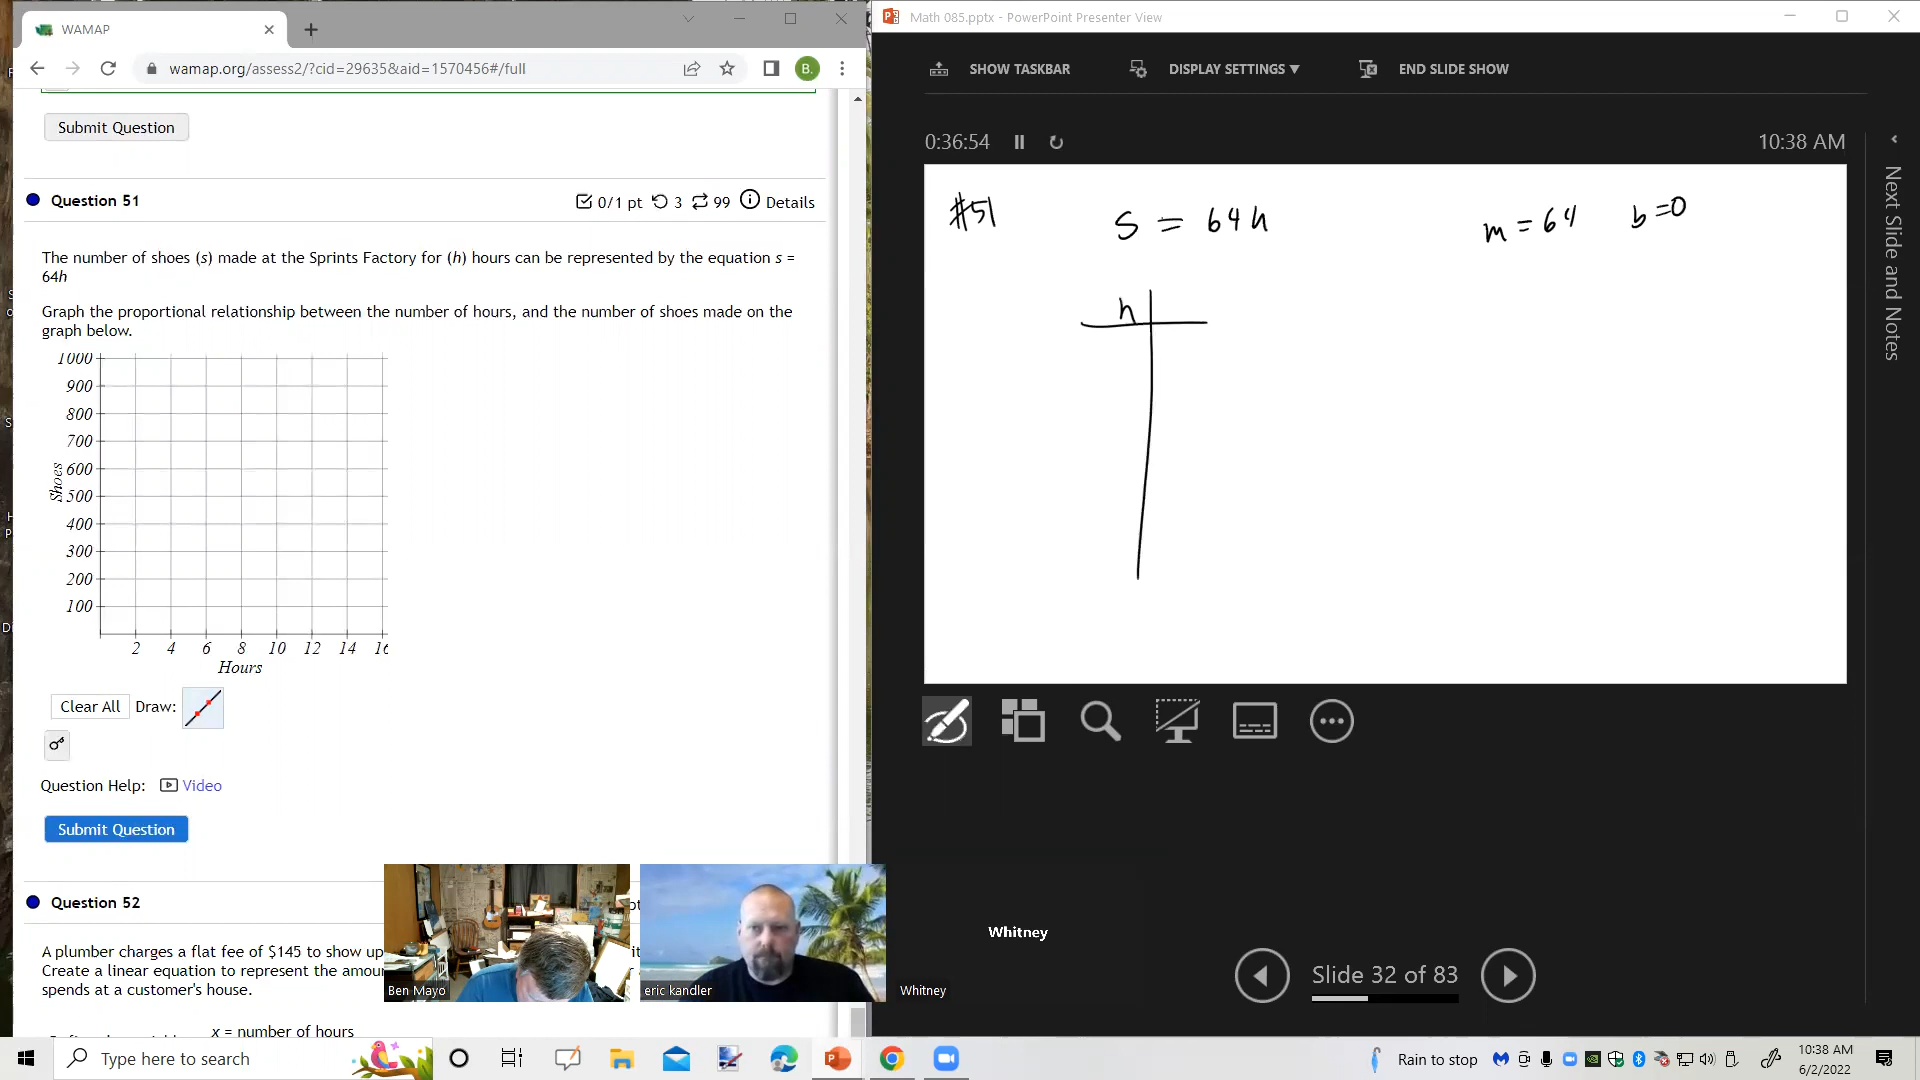 WAMAP
wamap.org/assess2/?cid=29635&aid=1570456#/full
B.
Submit Question
Question 51
0/1 pt 3 99 Details
The number of shoes (s) made at the Sprints Factory for (h) hours can be represented by the equation s =
64h
Graph the proportional relationship between the number of hours, and the number of shoes made on the
graph below.
1000
900
800
700
600
500
400
300
200
100
Shoes
2 4 6 8 10 12 14 16
Hours
Clear All Draw:
Question Help: Video
Submit Question
Question 52
A plumber charges a flat fee of $145 to show up
Create a linear equation to represent the amou
spends at a customer's house.
x = number of hours
Math 085.pptx - PowerPoint Presenter View
SHOW TASKBAR DISPLAY SETTINGS ▾ END SLIDE SHOW
0:36:54 10:38 AM
#51 S = 64h m = 64 b = 0
h
Next Slide and Notes
Slide 32 of 83
Ben Mayo
eric kandler
Whitney
Whitney
Type here to search
Rain to stop
10:38 AM
6/2/2022